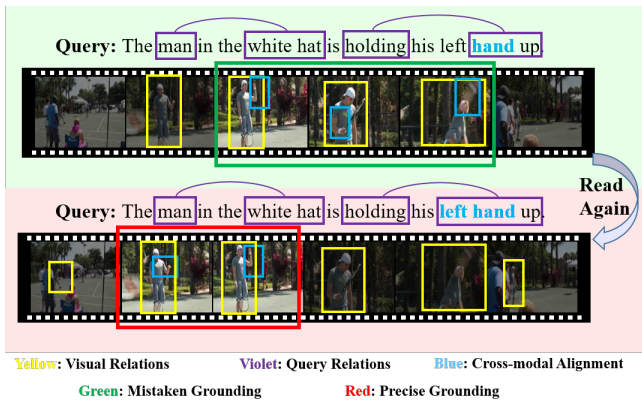 Query: The man in the white hat is holding his left hand up.
Read
Again
Query: The man in the white hat is holding his left hand up.
Yellow: Visual Relations Violet: Query Relations Blue: Cross-modal Alignment
Green: Mistaken Grounding Red: Precise Grounding